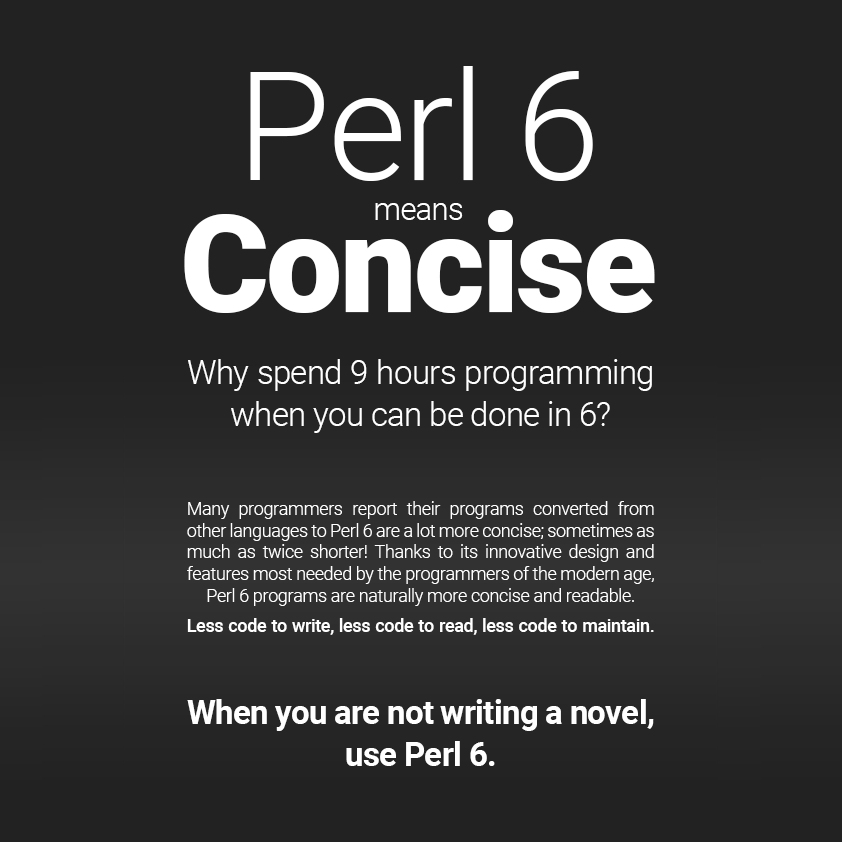 Perl 6
means
Concise
Why spend 9 hours programming
when you can be done in 6?
Many programmers report their programs converted from
other languages to Perl 6 are a lot more concise; sometimes as
much as twice shorter! Thanks to its innovative design and
features most needed by the programmers of the modern age,
Perl 6 programs are naturally more concise and readable.
Less code to write, less code to read, less code to maintain.
When you are not writing a novel,
use Perl 6.